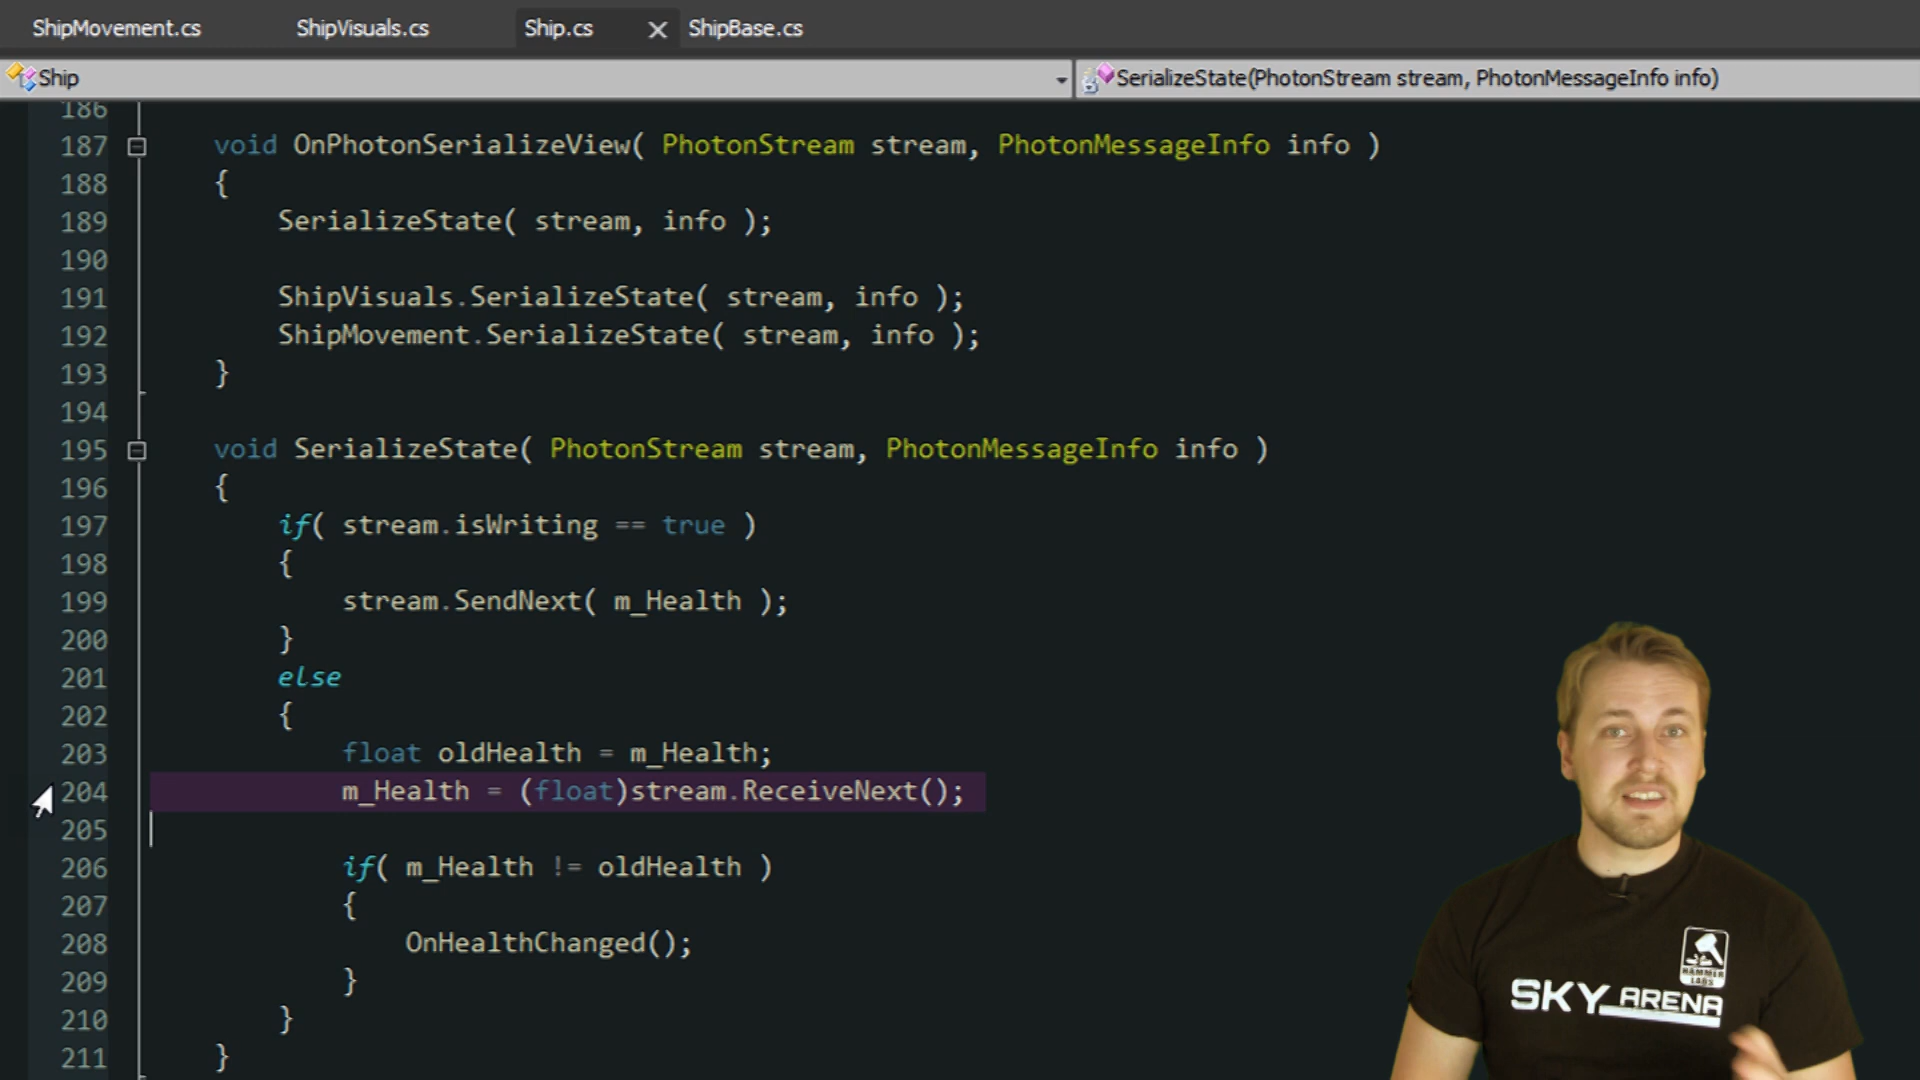 ShipMovement.cs ShipVisuals.cs Ship.cs ShipBase.cs
Ship SerializeState(PhotonStream stream, PhotonMessageInfo info)
186
187 void OnPhotonSerializeView( PhotonStream stream, PhotonMessageInfo info )
188 {
189 SerializeState( stream, info );
190
191 ShipVisuals.SerializeState( stream, info );
192 ShipMovement.SerializeState( stream, info );
193 }
194
195 void SerializeState( PhotonStream stream, PhotonMessageInfo info )
196 {
197 if( stream.isWriting == true )
198 {
199 stream.SendNext( m_Health );
200 }
201 else
202 {
203 float oldHealth = m_Health;
204 m_Health = (float)stream.ReceiveNext();
205
206 if( m_Health != oldHealth )
207 {
208 OnHealthChanged();
209 }
210 }
211 }
HAMMER
LABS
SKY ARENA